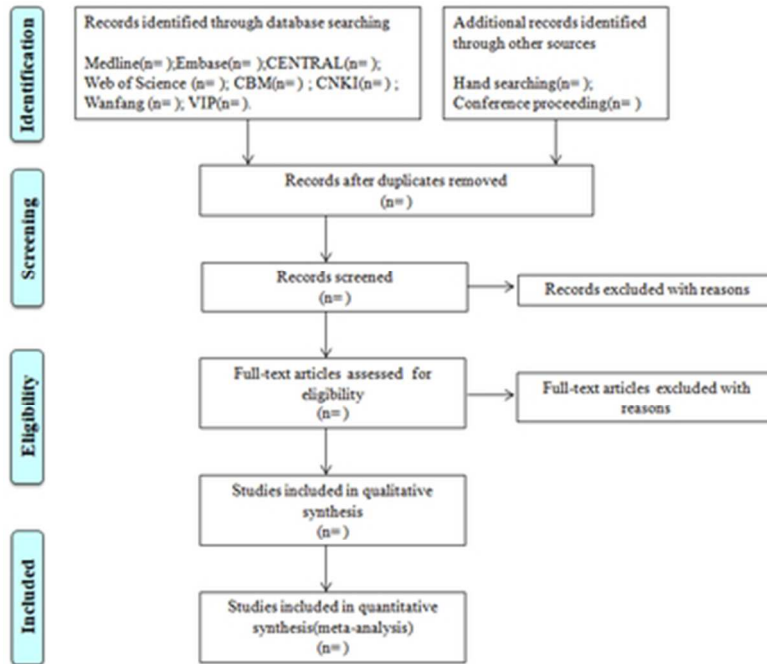 Identification
Records identified through database searching
Medline(n= );Embase(n= );CENTRAL(n= );
Web of Science (n= ); CBM(n= ) ; CNKI(n= ) ;
Wanfang (n= ); VIP(n= ).
Additional records identified
through other sources
Hand searching(n= );
Conference proceeding(n= )
Screening
Records after duplicates removed
(n= )
Records screened
(n= )
Records excluded with reasons
Eligibility
Full-text articles assessed for
eligibility
(n= )
Full-text articles excluded with
reasons
Studies included in qualitative
synthesis
(n= )
Included
Studies included in quantitative
synthesis(meta-analysis)
(n= )